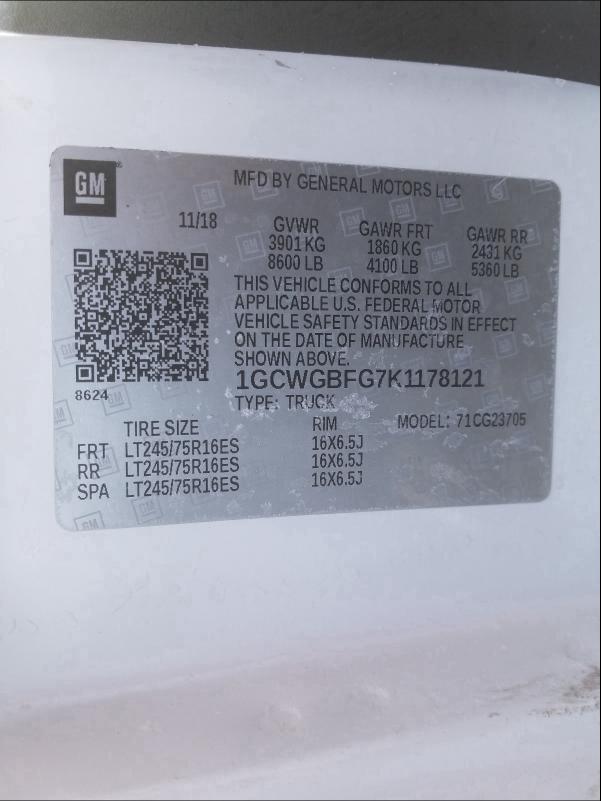 GM
MFD BY GENERAL MOTORS LLC
11/18
GVWR GAWR FRT GAWR RR
3901 KG 1860 KG 2431 KG
8600 LB 4100 LB 5360 LB
THIS VEHICLE CONFORMS TO ALL
APPLICABLE U.S. FEDERAL MOTOR
VEHICLE SAFETY STANDARDS IN EFFECT
ON THE DATE OF MANUFACTURE
SHOWN ABOVE.
8624
1GCWGBFG7K1178121
TYPE: TRUCK
MODEL: 71CG23705
TIRE SIZE RIM
FRT LT245/75R16ES 16X6.5J
RR LT245/75R16ES 16X6.5J
SPA LT245/75R16ES 16X6.5J